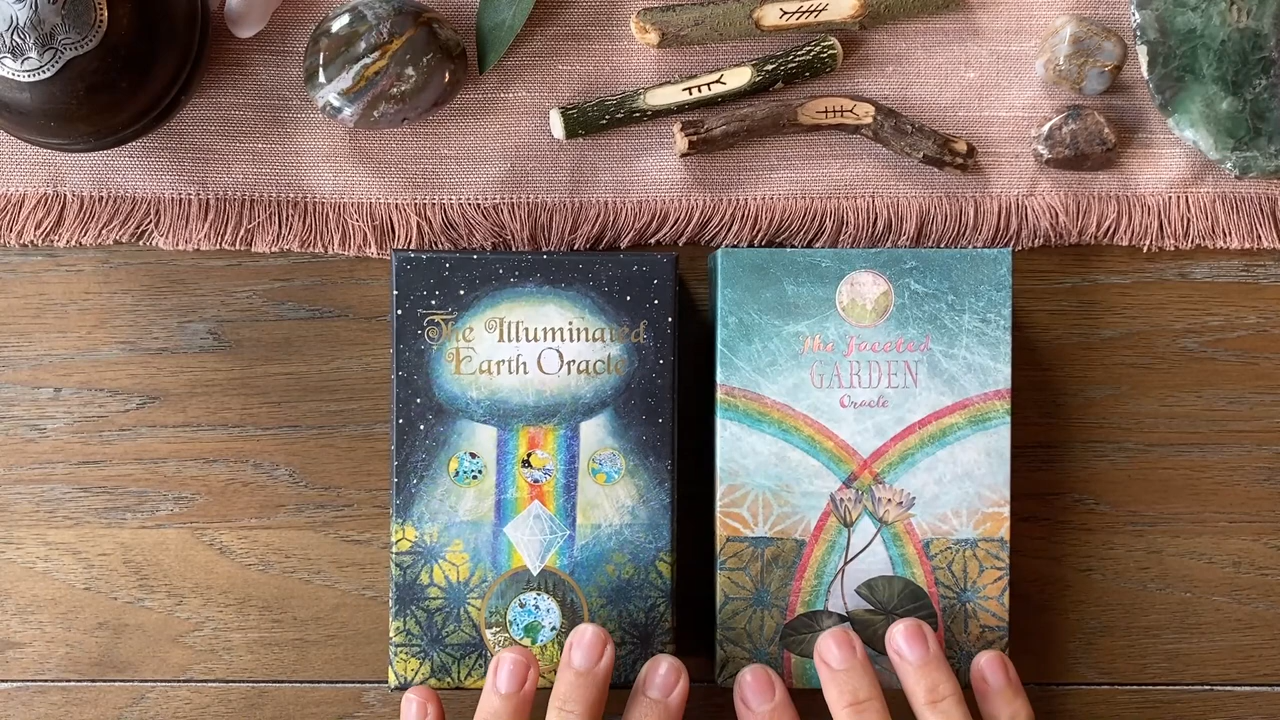 The Illuminated
Earth Oracle
The Faceted
GARDEN
Oracle